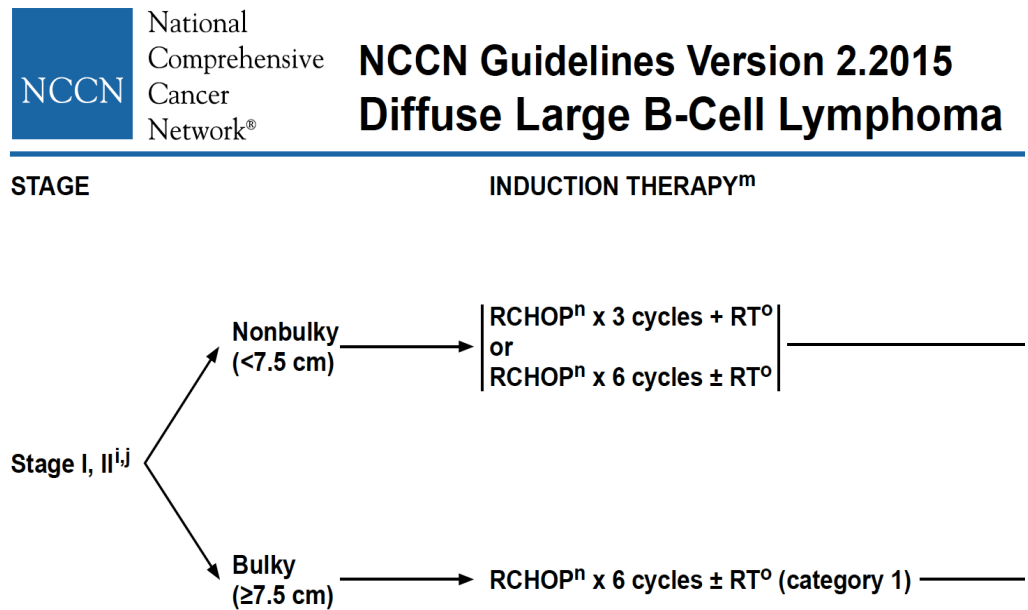 NCCN
National
Comprehensive
Cancer
Network®
NCCN Guidelines Version 2.2015
Diffuse Large B-Cell Lymphoma
STAGE
INDUCTION THERAPYᵐ
Nonbulky
(<7.5 cm)
RCHOPⁿ x 3 cycles + RTᵒ
or
RCHOPⁿ x 6 cycles ± RTᵒ
Stage I, IIⁱ,ʲ
Bulky
(≥7.5 cm)
RCHOPⁿ x 6 cycles ± RTᵒ (category 1)